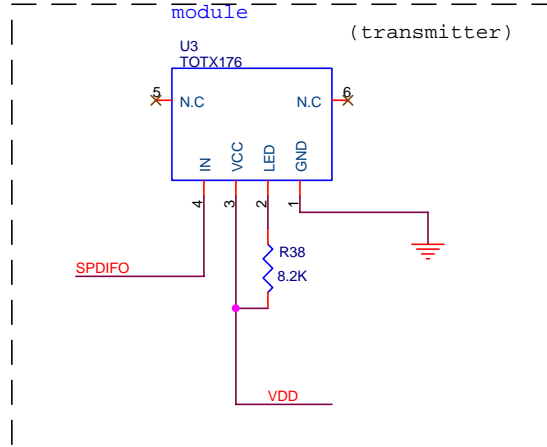 module
(transmitter)
U3
TOTX176
5
N.C
N.C
6
IN
VCC
LED
GND
4
3
2
1
SPDIFO
R38
8.2K
VDD